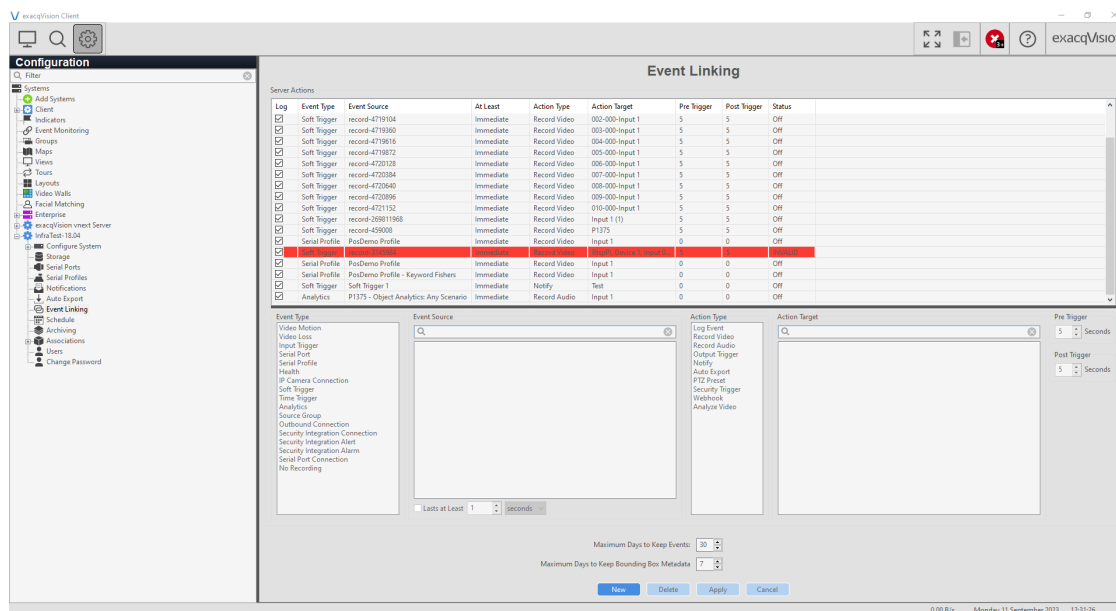 exacqVision Client
exacqVisio
Configuration
Filter
Systems
Add Systems
Client
Indicators
Event Monitoring
Groups
Maps
Views
Tours
Layouts
Video Walls
Facial Matching
Enterprise
exacqVision vnext Server
InfraTest-18.04
Configure System
Storage
Serial Ports
Serial Profiles
Notifications
Auto Export
Event Linking
Schedule
Archiving
Associations
Users
Change Password
Event Linking
Server Actions
Log Event Type Event Source At Least Action Type Action Target Pre Trigger Post Trigger Status
Soft Trigger record-4719104 Immediate Record Video 002-000-Input 1 5 5 Off
Soft Trigger record-4719360 Immediate Record Video 003-000-Input 1 5 5 Off
Soft Trigger record-4719616 Immediate Record Video 004-000-Input 1 5 5 Off
Soft Trigger record-4719872 Immediate Record Video 005-000-Input 1 5 5 Off
Soft Trigger record-4720128 Immediate Record Video 006-000-Input 1 5 5 Off
Soft Trigger record-4720384 Immediate Record Video 007-000-Input 1 5 5 Off
Soft Trigger record-4720640 Immediate Record Video 008-000-Input 1 5 5 Off
Soft Trigger record-4720896 Immediate Record Video 009-000-Input 1 5 5 Off
Soft Trigger record-4721152 Immediate Record Video 010-000-Input 1 5 5 Off
Soft Trigger record-269811968 Immediate Record Video Input 1 (1) 5 5 Off
Soft Trigger record-459008 Immediate Record Video P1375 5 5 Off
Serial Profile PosDemo Profile Immediate Record Video Input 1 0 0 Off
Soft Trigger Immediate Record Video 5 5 INVALID
Serial Profile PosDemo Profile Immediate Record Video Input 1 0 0 Off
Serial Profile PosDemo Profile - Keyword Fishers Immediate Record Video Input 1 0 0 Off
Soft Trigger Soft Trigger 1 Immediate Notify Test 0 0 Off
Analytics P1375 - Object Analytics: Any Scenario Immediate Record Audio Input 1 0 0 Off
Event Type
Video Motion
Video Loss
Input Trigger
Serial Port
Serial Profile
Health
IP Camera Connection
Soft Trigger
Time Trigger
Analytics
Source Group
Outbound Connection
Security Integration Connection
Security Integration Alert
Security Integration Alarm
Serial Port Connection
No Recording
Event Source
Lasts at Least 1 seconds
Action Type
Log Event
Record Video
Record Audio
Output Trigger
Notify
Auto Export
PTZ Preset
Security Trigger
Webhook
Analyze Video
Action Target
Pre Trigger
5 Seconds
Post Trigger
5 Seconds
Maximum Days to Keep Events: 30
Maximum Days to Keep Bounding Box Metadata 7
New Delete Apply Cancel
0.00 B/s Monday 11 September 2023 12:31:26